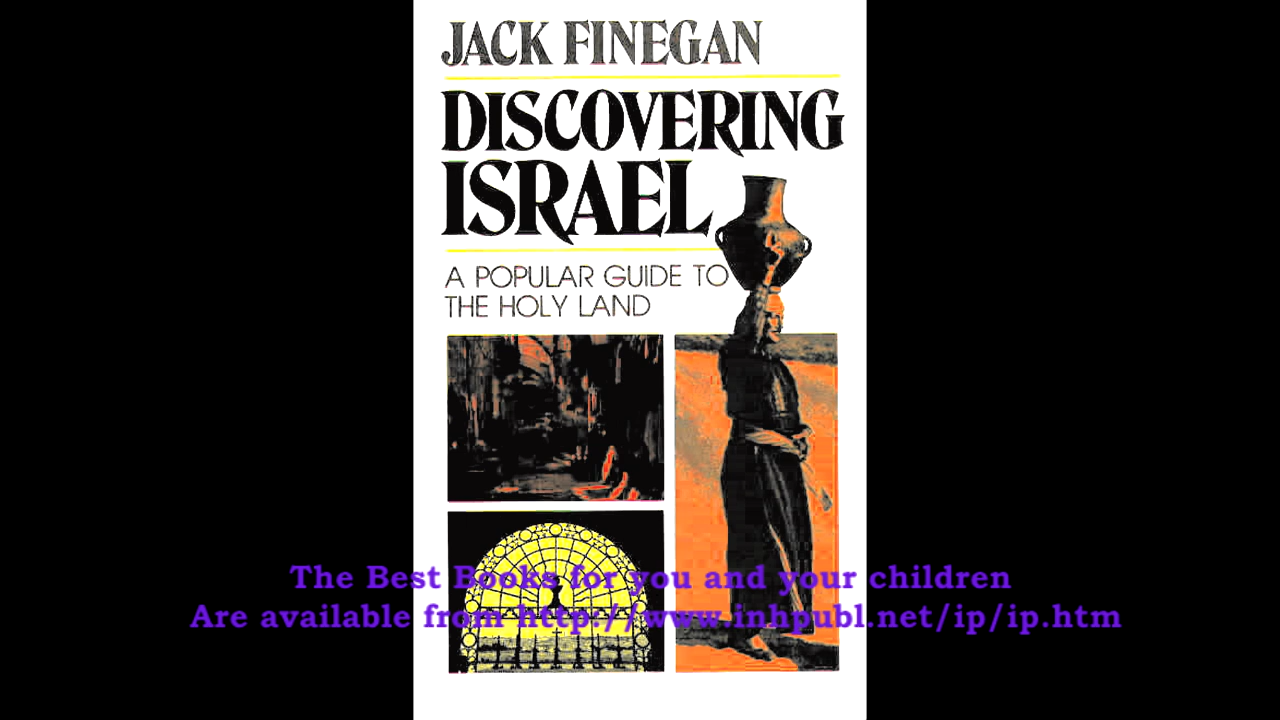 JACK FINEGAN
DISCOVERING
ISRAEL
A POPULAR GUIDE TO
THE HOLY LAND
The Best Books for you and your children
Are available from http://www.inhpubl.net/ip/ip.htm